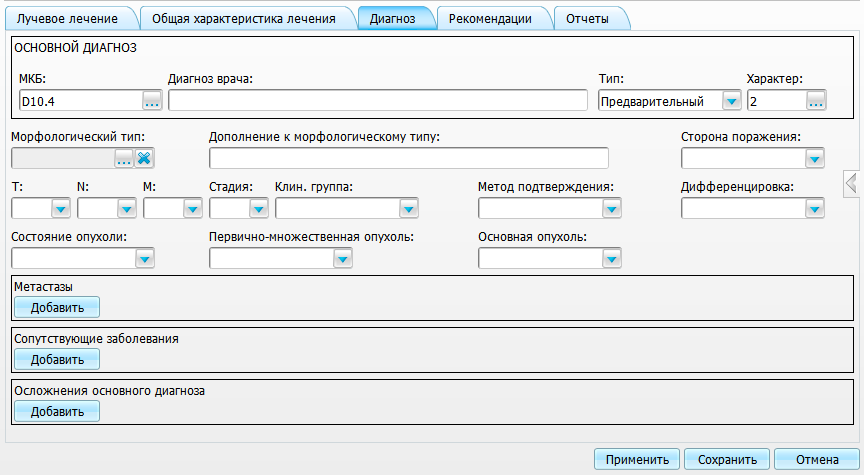 Лучевое лечение Общая характеристика лечения Диагноз Рекомендации Отчеты
ОСНОВНОЙ ДИАГНОЗ
МКБ: Диагноз врача: Тип: Характер:
D10.4 ... Предварительный 2 ...
Морфологический тип: Дополнение к морфологическому типу: Сторона поражения:
...
T: N: M: Стадия: Клин. группа: Метод подтверждения: Дифференцировка:
Состояние опухоли: Первично-множественная опухоль: Основная опухоль:
Метастазы
Добавить
Сопутствующие заболевания
Добавить
Осложнения основного диагноза
Добавить
Применить Сохранить Отмена